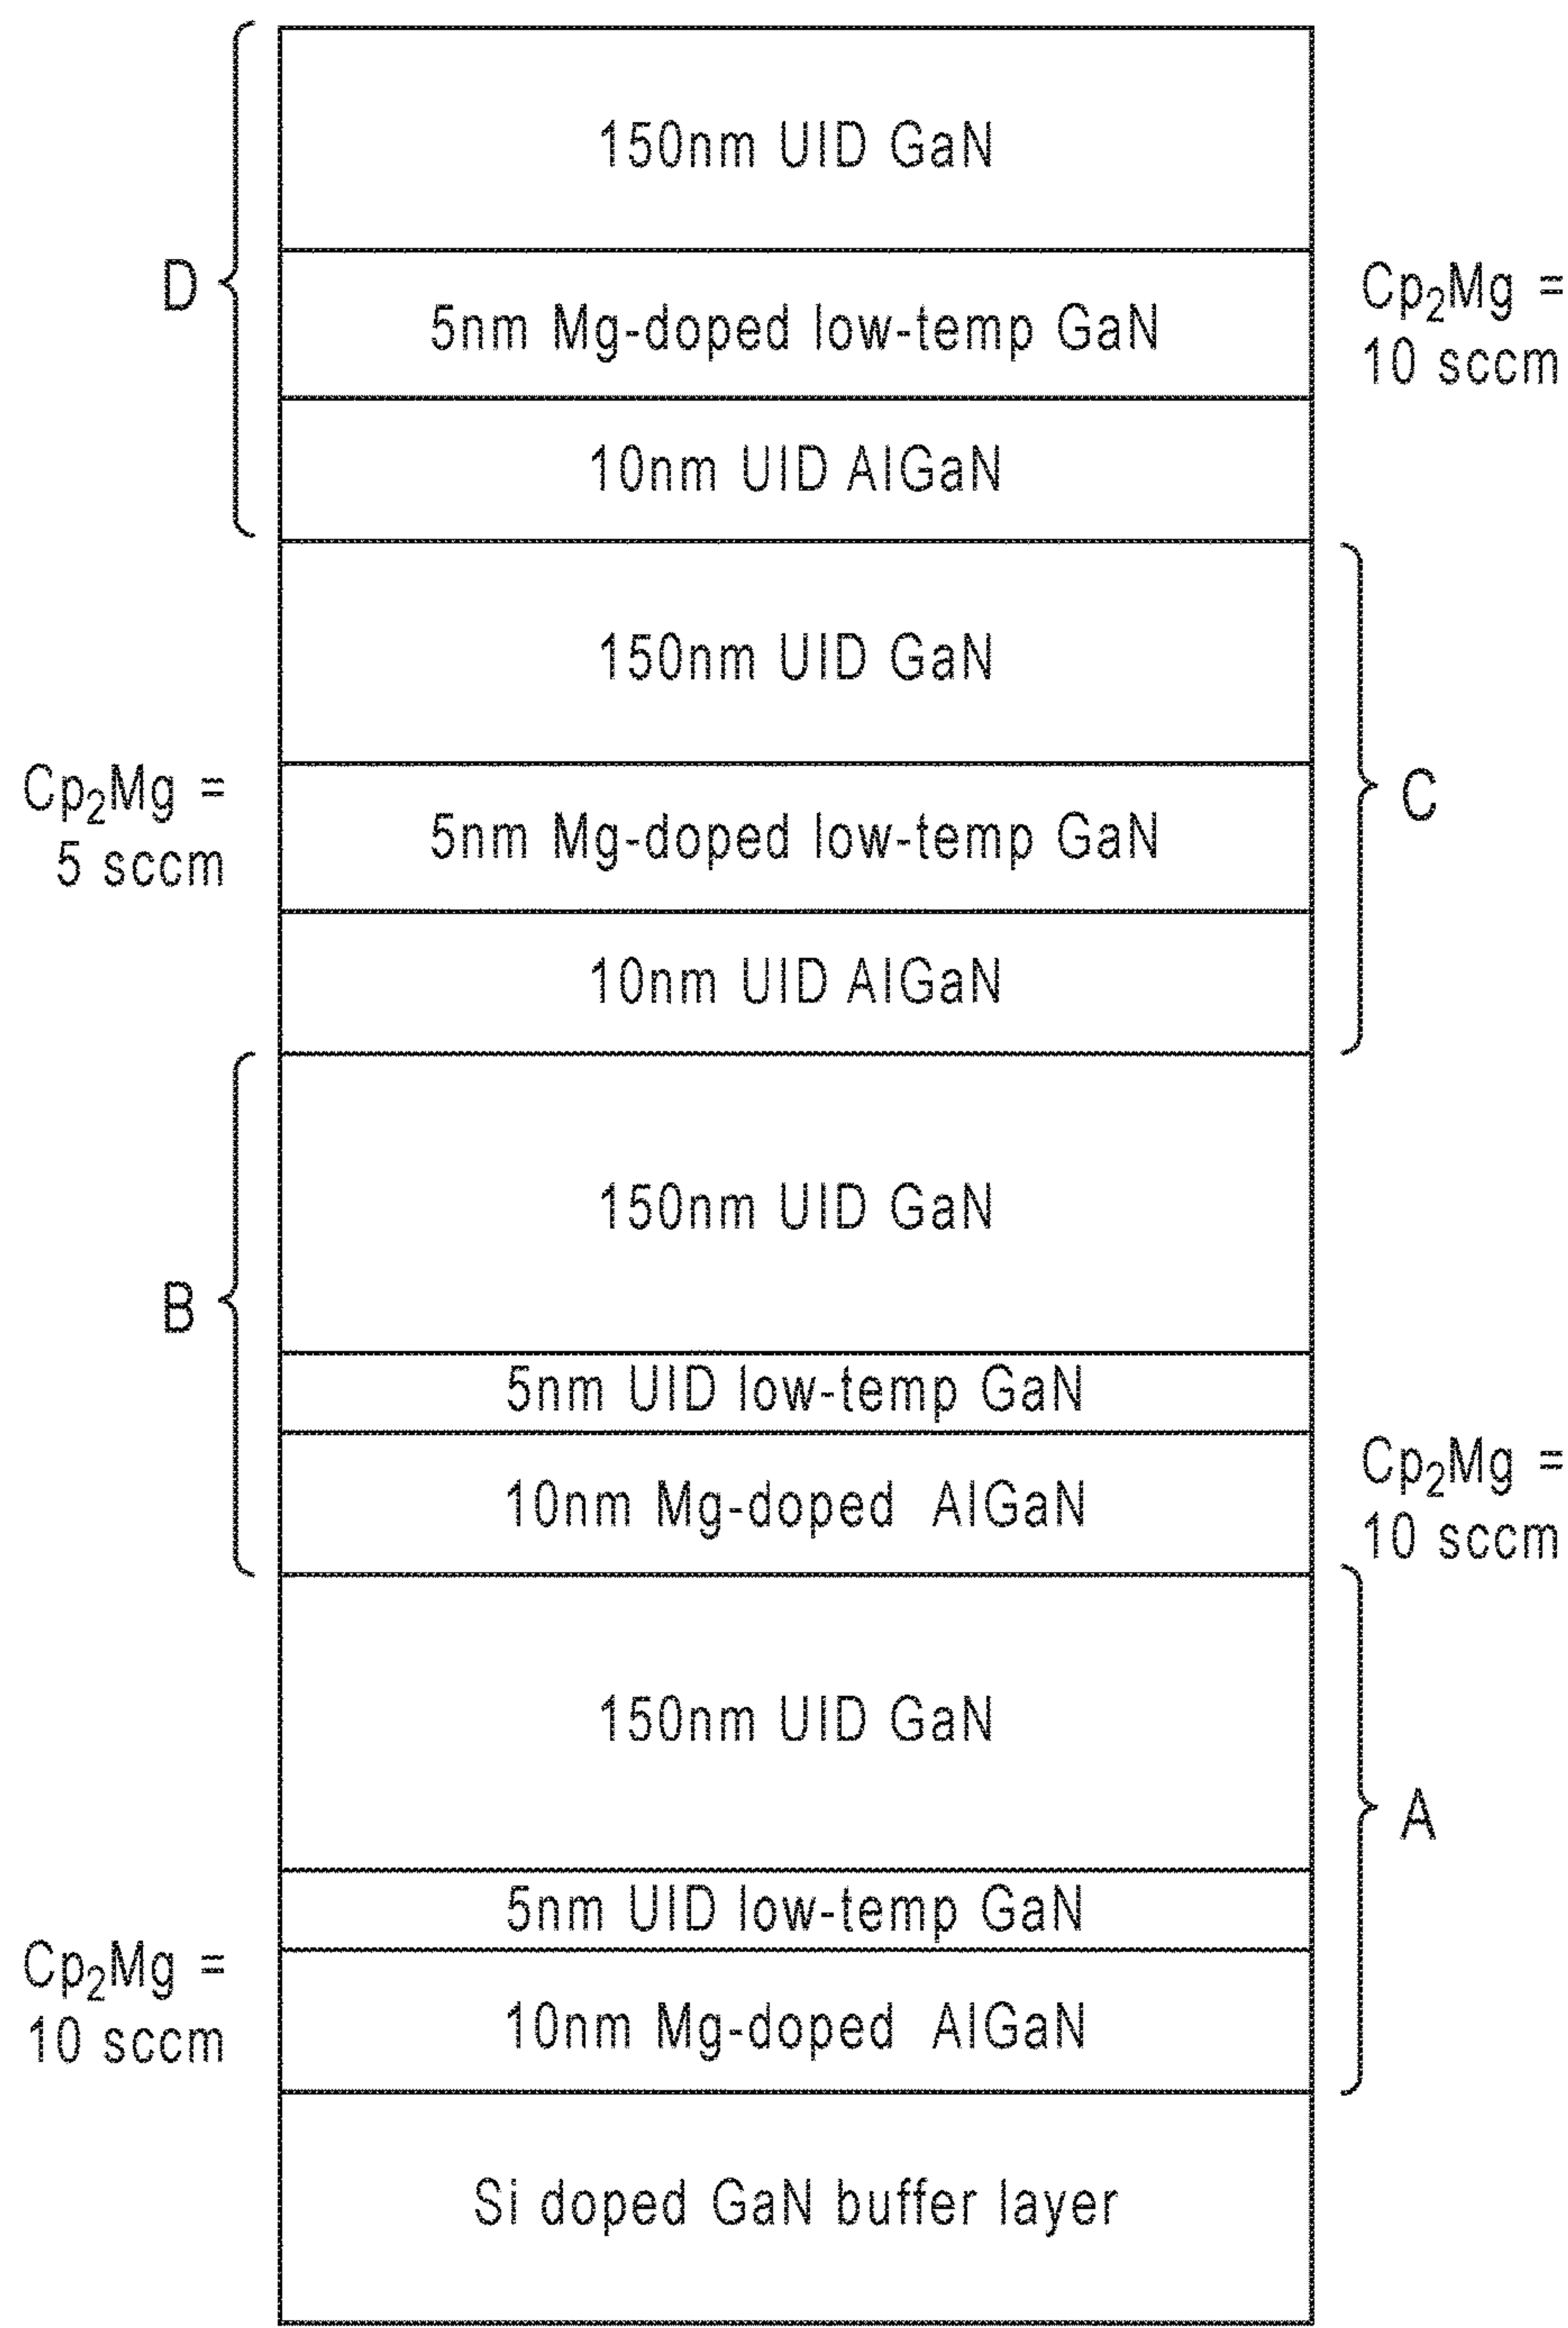 150nm UID GaN
D
5nm Mg-doped low-temp GaN
Cp₂Mg =
10 sccm
10nm UID AlGaN
150nm UID GaN
Cp₂Mg =
5 sccm
5nm Mg-doped low-temp GaN
C
10nm UID AlGaN
150nm UID GaN
B
5nm UID low-temp GaN
10nm Mg-doped AlGaN
Cp₂Mg =
10 sccm
150nm UID GaN
A
5nm UID low-temp GaN
Cp₂Mg =
10 sccm
10nm Mg-doped AlGaN
Si doped GaN buffer layer